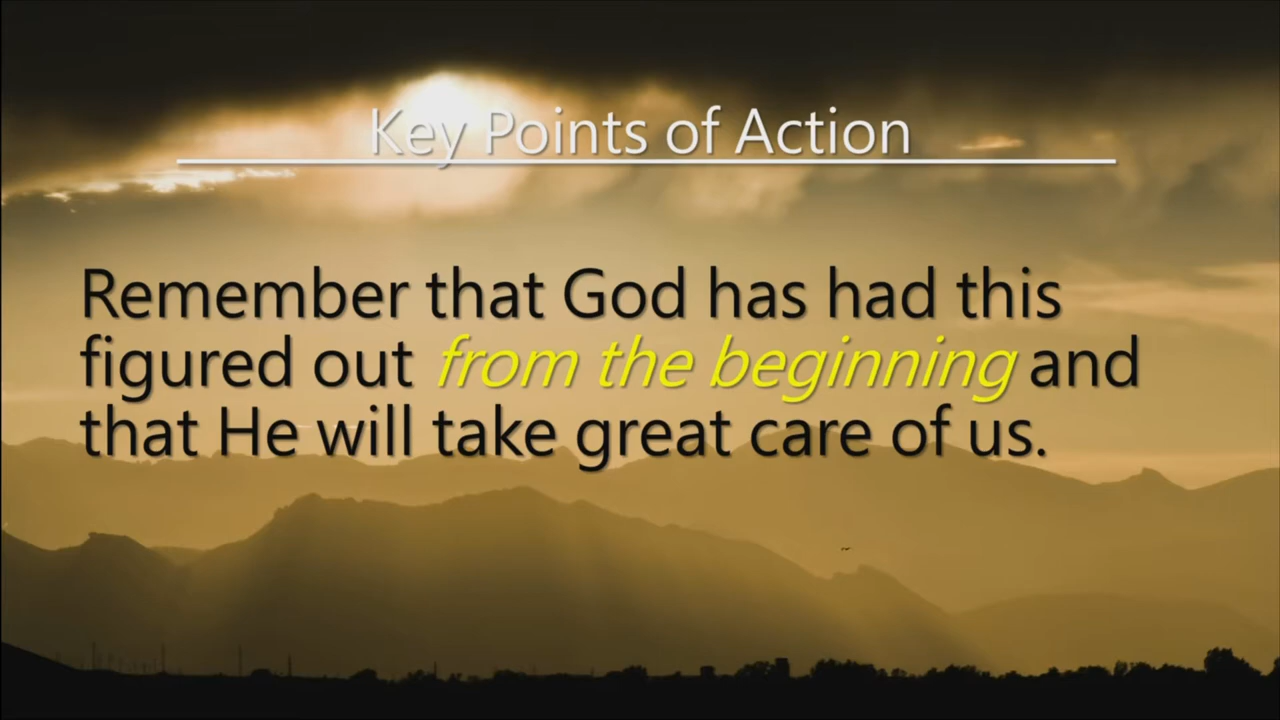 Key Points of Action
Remember that God has had this
figured out from the beginning and
that He will take great care of us.